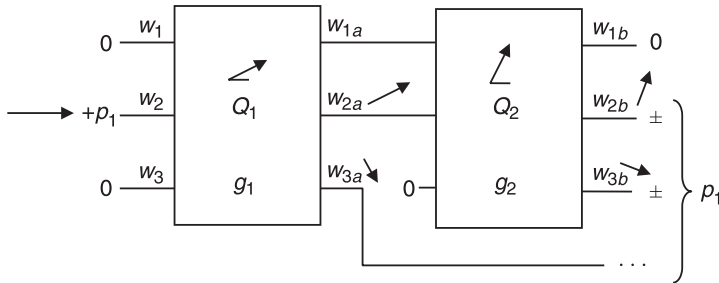 0 w1 w1a w1b 0
+p1 w2 Q1 w2a Q2 w2b ±
0 w3 g1 w3a 0 g2 w3b ± p1
. . .